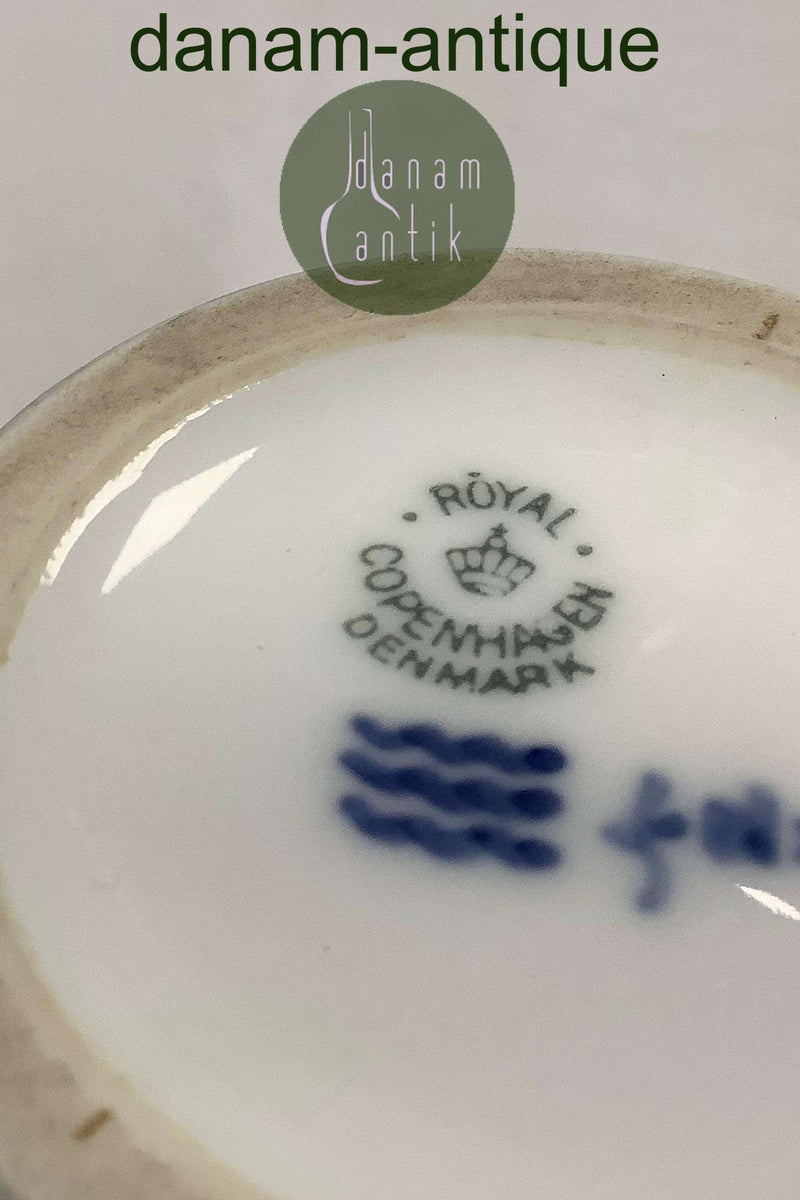 danam-antique
danam
antik
ROYAL
COPENHAGEN
DENMARK